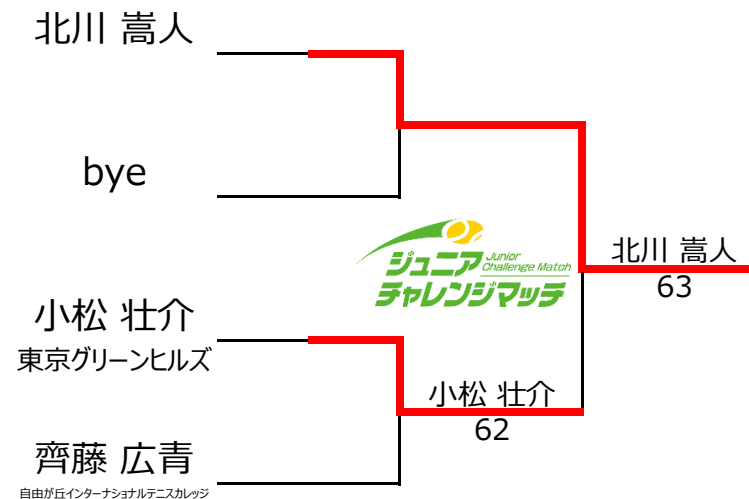 北川 嵩人
bye
ジュニア Junior
Challenge Match
チャレンジマッチ
北川 嵩人
63
小松 壮介
東京グリーンヒルズ
小松 壮介
62
齊藤 広青
自由が丘インターナショナルテニスカレッジ